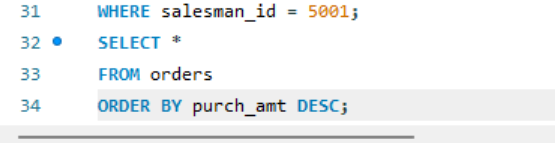 31 WHERE salesman_id = 5001;
32 SELECT *
33 FROM orders
34 ORDER BY purch_amt DESC;